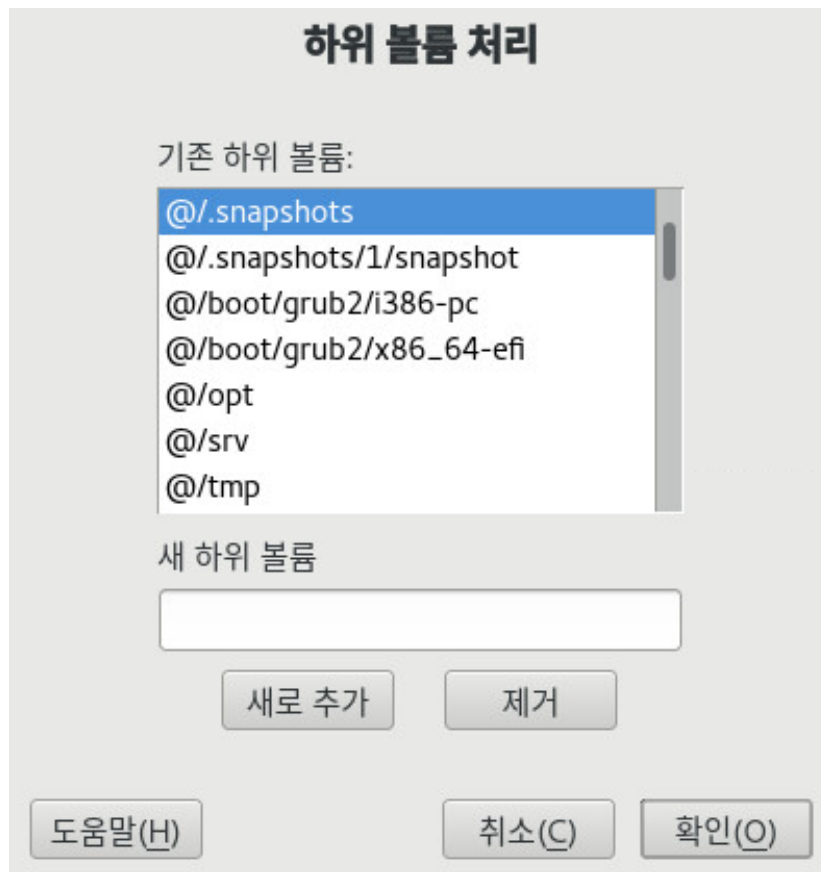 하위 볼륨 처리
기존 하위 볼륨:
@/.snapshots
@/.snapshots/1/snapshot
@/boot/grub2/i386-pc
@/boot/grub2/x86_64-efi
@/opt
@/srv
@/tmp
새 하위 볼륨
새로 추가 제거
도움말(H) 취소(C) 확인(O)